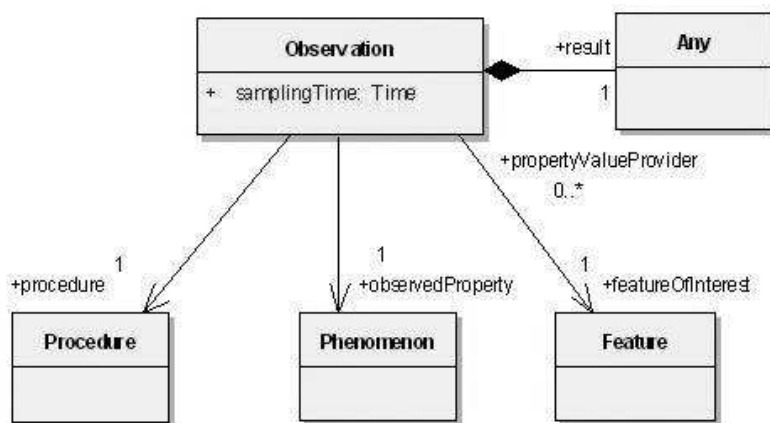 Observation
+ samplingTime: Time
+result
1
Any
+propertyValueProvider
0..*
1
+procedure
1
+observedProperty
1
+featureOfInterest
Procedure
Phenomenon
Feature